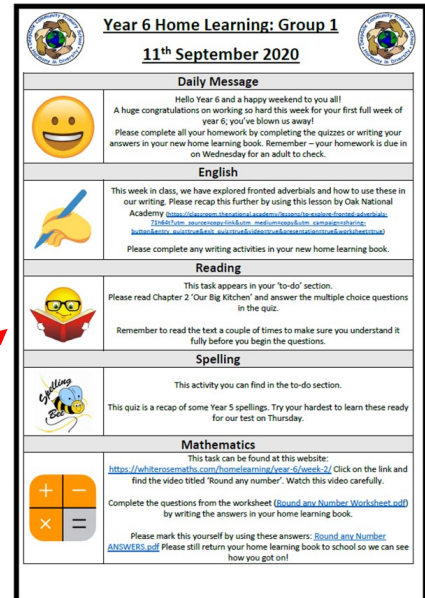 Year 6 Home Learning: Group 1
11th September 2020
Daily Message
Hello Year 6 and a happy weekend to you all!
A huge congratulations on working so hard this week for your first full week of
year 6; you've blown us away!
Please complete all your homework by completing the quizzes or writing your
answers in your new home learning book. Remember – your homework is due in
on Wednesday for an adult to check.
English
This week in class, we have explored fronted adverbials and how to use these in
our writing. Please recap this further by using this lesson by Oak National
Academy (https://classroom.thenational.academy/lessons/to-explore-fronted-adverbials-
Please complete any writing activities in your new home learning book.
Reading
This task appears in your 'to-do' section.
Please read Chapter 2 'Our Big Kitchen' and answer the multiple choice questions
in the quiz.
Remember to read the text a couple of times to make sure you understand it
fully before you begin the questions.
Spelling
Spelling
Bee
This activity you can find in the to-do section.
This quiz is a recap of some Year 5 spellings. Try your hardest to learn these ready
for our test on Thursday.
Mathematics
This task can be found at this website:
https://whiterosemaths.com/homelearning/year-6/week-2/ Click on the link and
find the video titled 'Round any number'. Watch this video carefully.
Complete the questions from the worksheet (Round any Number Worksheet.pdf)
by writing the answers in your home learning book.
Please mark this yourself by using these answers: Round any Number
ANSWERS.pdf Please still return your home learning book to school so we can see
how you got on!